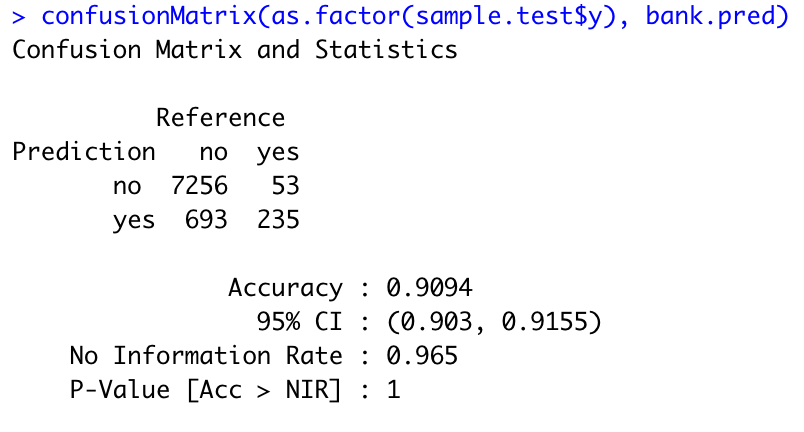 > confusionMatrix(as.factor(sample.test$y), bank.pred)
Confusion Matrix and Statistics
Reference
Prediction no yes
no 7256 53
yes 693 235
Accuracy : 0.9094
95% CI : (0.903, 0.9155)
No Information Rate : 0.965
P-Value [Acc > NIR] : 1